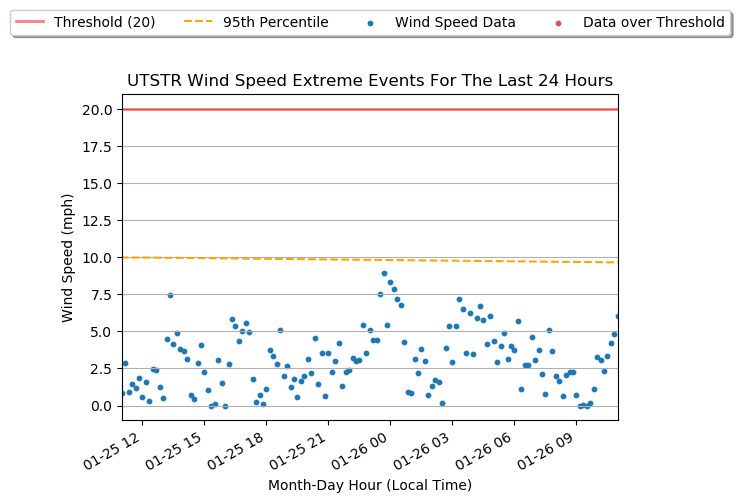 Threshold (20) 95th Percentile Wind Speed Data Data over Threshold
UTSTR Wind Speed Extreme Events For The Last 24 Hours
20.0
17.5
15.0
12.5
10.0
7.5
5.0
2.5
0.0
Wind Speed (mph)
01-25 12 01-25 15 01-25 18 01-25 21 01-26 00 01-26 03 01-26 06 01-26 09
Month-Day Hour (Local Time)